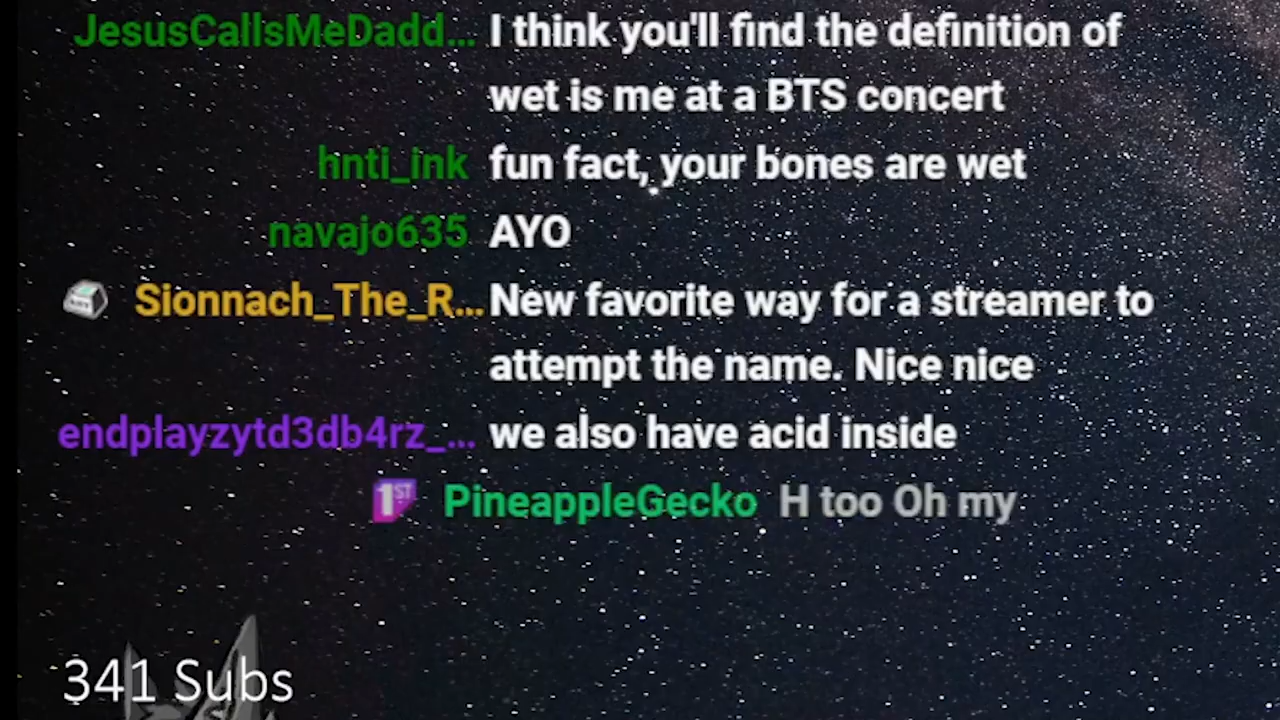 JesusCallsMeDadd... I think you'll find the definition of
wet is me at a BTS concert
hnti_ink fun fact, your bones are wet
navajo635 AYO
Sionnach_The_R... New favorite way for a streamer to
attempt the name. Nice nice
endplayzytd3db4rz_... we also have acid inside
1ST PineappleGecko H too Oh my
341 Subs